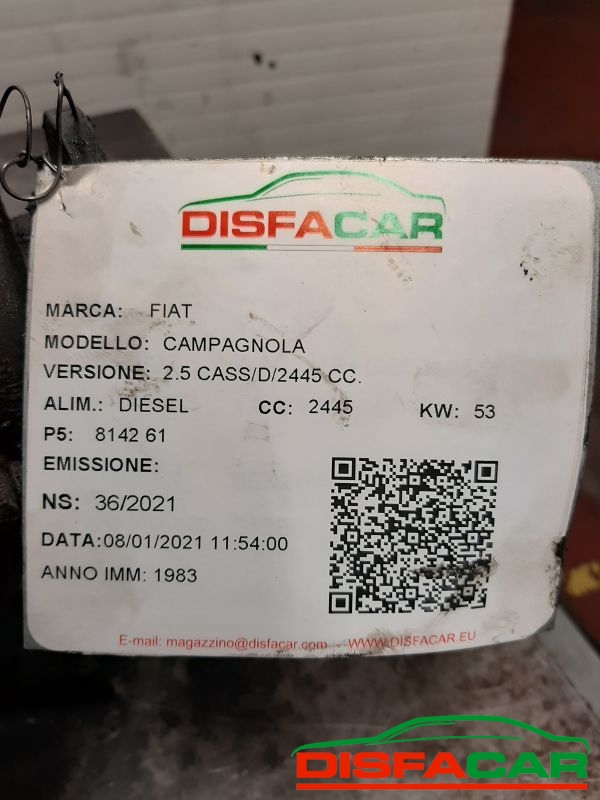 DISFACAR
MARCA: FIAT
MODELLO: CAMPAGNOLA
VERSIONE: 2.5 CASS/D/2445 CC.
ALIM.: DIESEL CC: 2445 KW: 53
P5: 8142 61
EMISSIONE:
NS: 36/2021
DATA:08/01/2021 11:54:00
ANNO IMM: 1983
E-mail: magazzino@disfacar.com WWW.DISFACAR.EU
DISFACAR